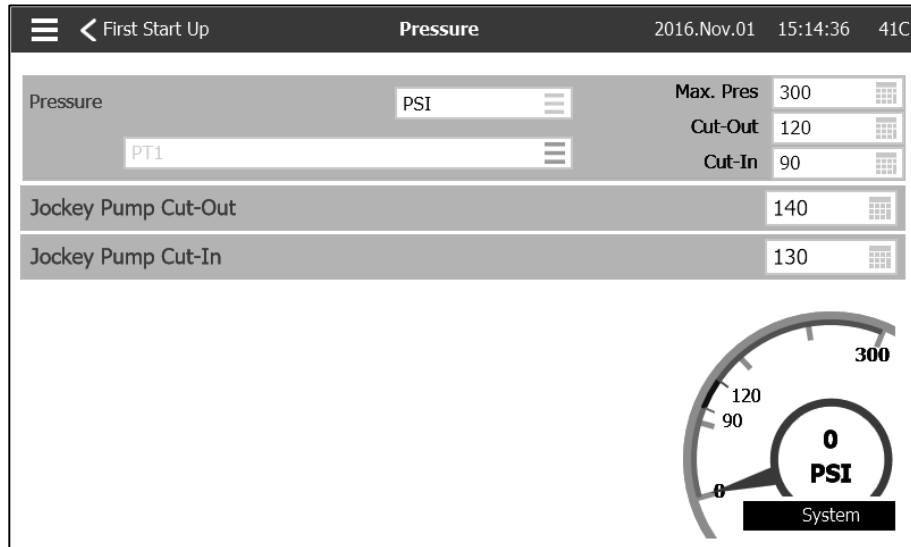 First Start Up Pressure 2016.Nov.01 15:14:36 41C
Pressure PSI Max. Pres 300
Cut-Out 120
PT1 Cut-In 90
Jockey Pump Cut-Out 140
Jockey Pump Cut-In 130
300
120
90
0
0
PSI
System